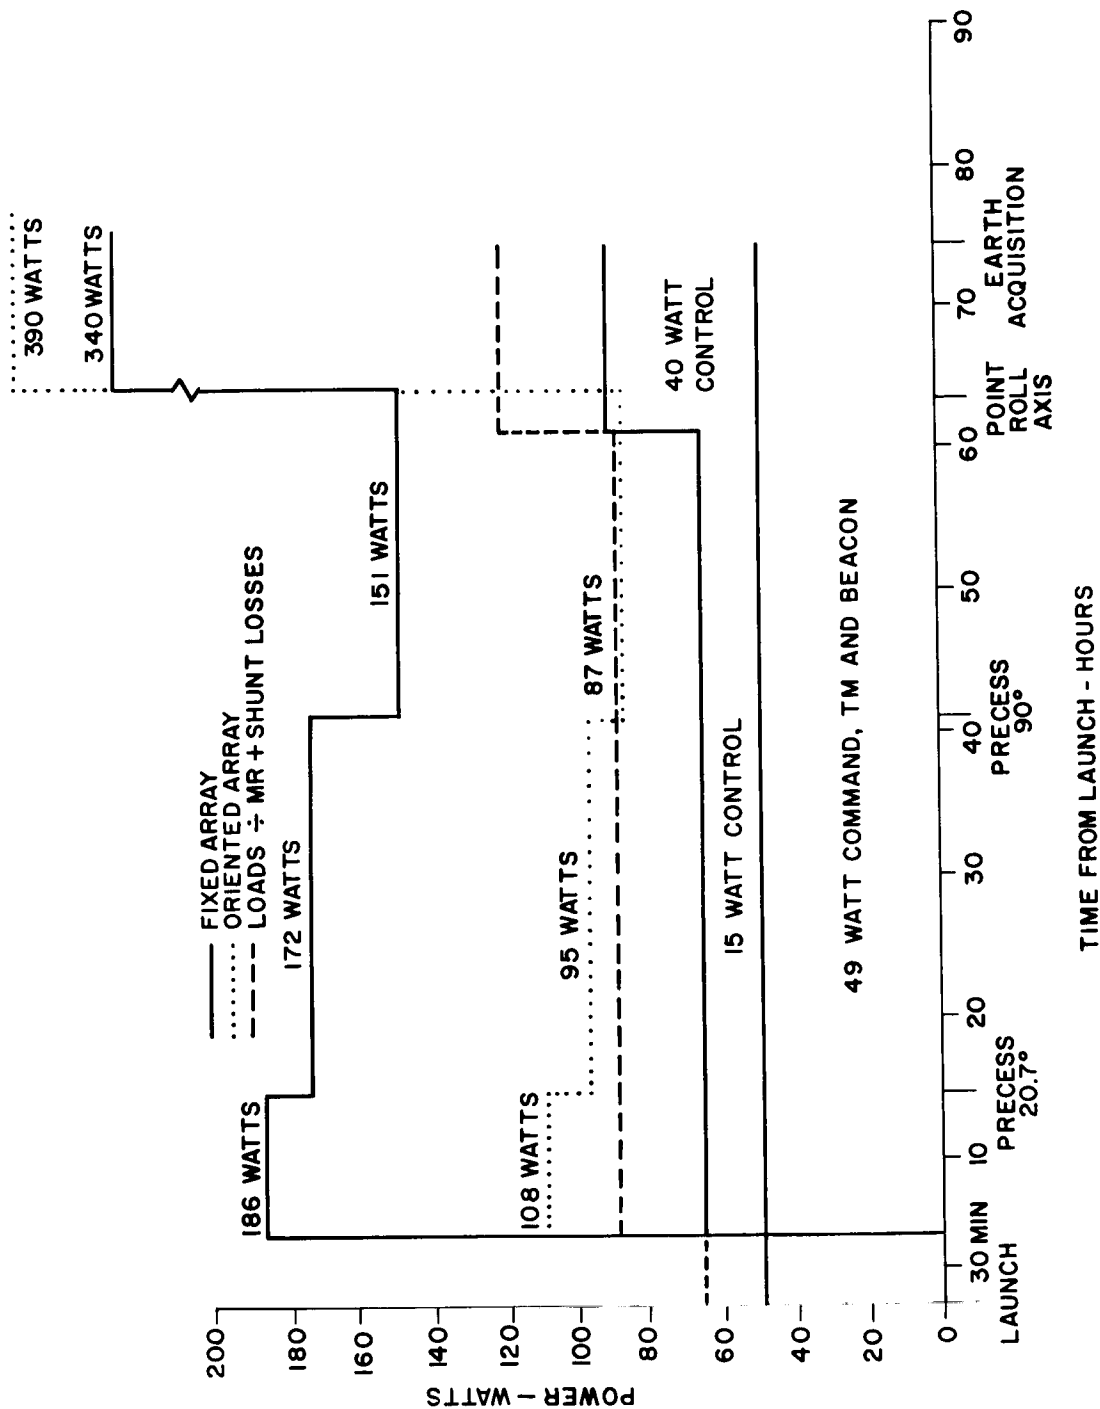 390 WATTS
340 WATTS
FIXED ARRAY
ORIENTED ARRAY
LOADS ÷ MR + SHUNT LOSSES
186 WATTS
172 WATTS
151 WATTS
108 WATTS
95 WATTS
87 WATTS
40 WATT
CONTROL
15 WATT CONTROL
49 WATT COMMAND, TM AND BEACON
POWER – WATTS
200
180
160
140
120
100
80
60
40
20
0
30 MIN
10
20
30
40
50
60
70
80
90
LAUNCH
PRECESS
20.7°
PRECESS
90°
POINT
ROLL
AXIS
EARTH
ACQUISITION
TIME FROM LAUNCH - HOURS